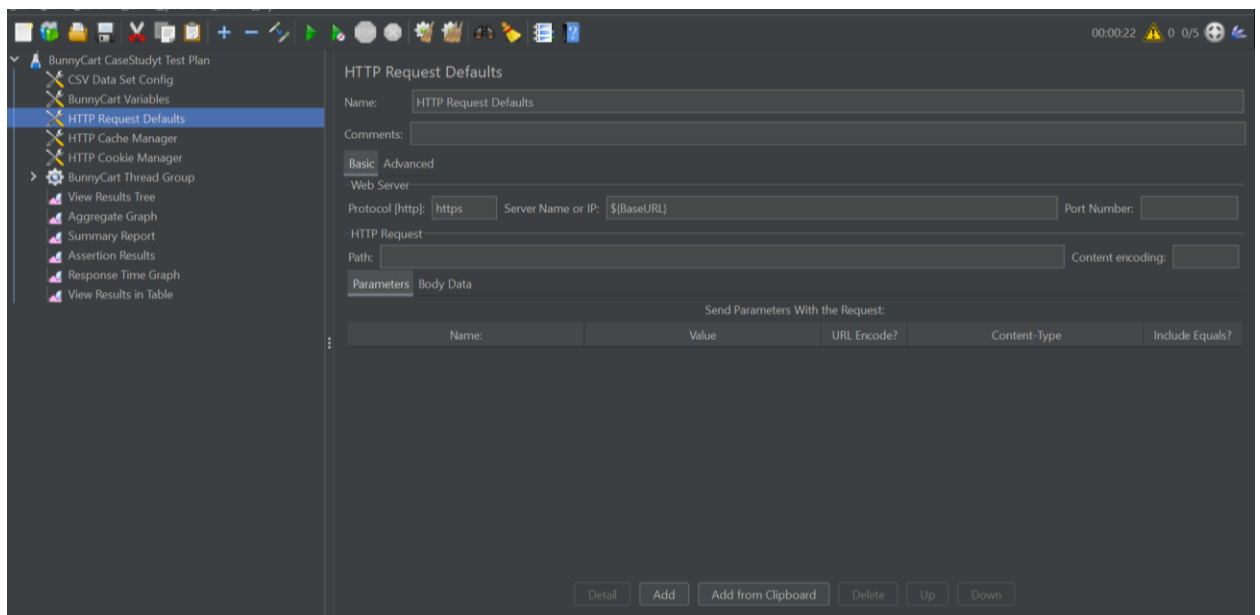 00:00:22 0 0/5
BunnyCart CaseStudyt Test Plan
CSV Data Set Config
BunnyCart Variables
HTTP Request Defaults
HTTP Cache Manager
HTTP Cookie Manager
BunnyCart Thread Group
View Results Tree
Aggregate Graph
Summary Report
Assertion Results
Response Time Graph
View Results in Table
HTTP Request Defaults
Name: HTTP Request Defaults
Comments:
Basic Advanced
Web Server
Protocol [http]: https Server Name or IP: ${BaseURL} Port Number:
HTTP Request
Path: Content encoding:
Parameters Body Data
Send Parameters With the Request:
Name: Value URL Encode? Content-Type Include Equals?
Detail Add Add from Clipboard Delete Up Down